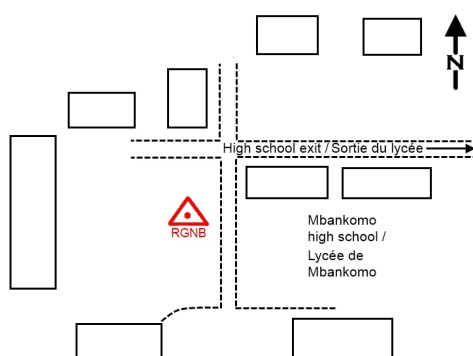 N
High school exit / Sortie du lycée
RGNB
Mbankomo
high school /
Lycée de
Mbankomo